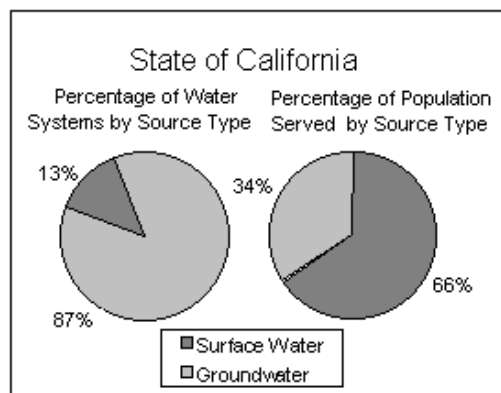 State of California
Percentage of Water
Systems by Source Type
Percentage of Population
Served by Source Type
13%
87%
34%
66%
Surface Water
Groundwater